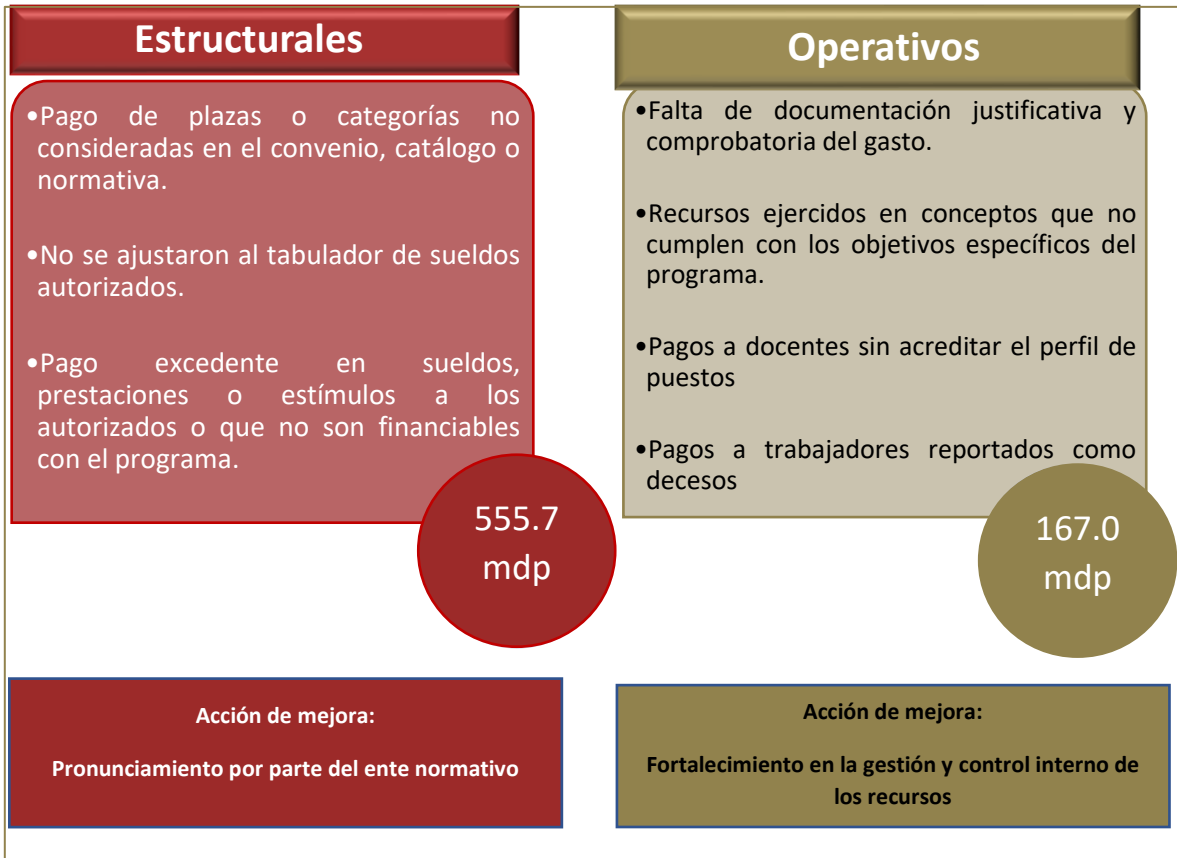 Estructurales
•Pago de plazas o categorías no
consideradas en el convenio, catálogo o
normativa.
•No se ajustaron al tabulador de sueldos
autorizados.
•Pago excedente en sueldos,
prestaciones o estímulos a los
autorizados o que no son financiables
con el programa.
555.7
mdp
Acción de mejora:
Pronunciamiento por parte del ente normativo
Operativos
•Falta de documentación justificativa y
comprobatoria del gasto.
•Recursos ejercidos en conceptos que no
cumplen con los objetivos específicos del
programa.
•Pagos a docentes sin acreditar el perfil de
puestos
•Pagos a trabajadores reportados como
decesos
167.0
mdp
Acción de mejora:
Fortalecimiento en la gestión y control interno de
los recursos